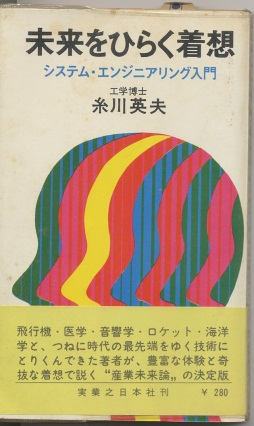 未来をひらく着想
システム・エンジニアリング入門
工学博士
糸川英夫
飛行機・医学・音響学・ロケット・海洋
学と、つねに時代の最先端をゆく技術に
とりくんできた著者が、豊富な体験と奇
抜な着想で説く“産業未来論„の決定版
実業之日本社刊 ¥ 280